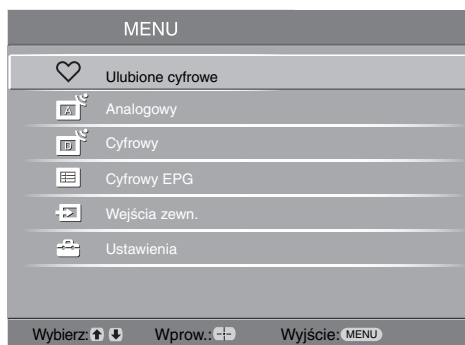 MENU
Ulubione cyfrowe
A Analogowy
D Cyfrowy
Cyfrowy EPG
Wejścia zewn.
Ustawienia
Wybierz: Wprow.: Wyjście: MENU